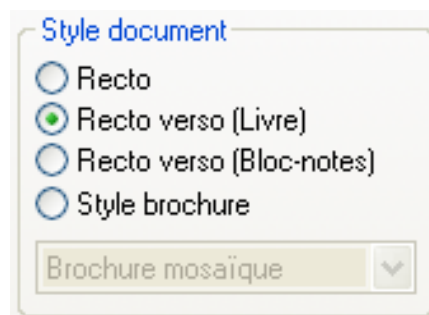 Style document
Recto
Recto verso (Livre)
Recto verso (Bloc-notes)
Style brochure
Brochure mosaïque